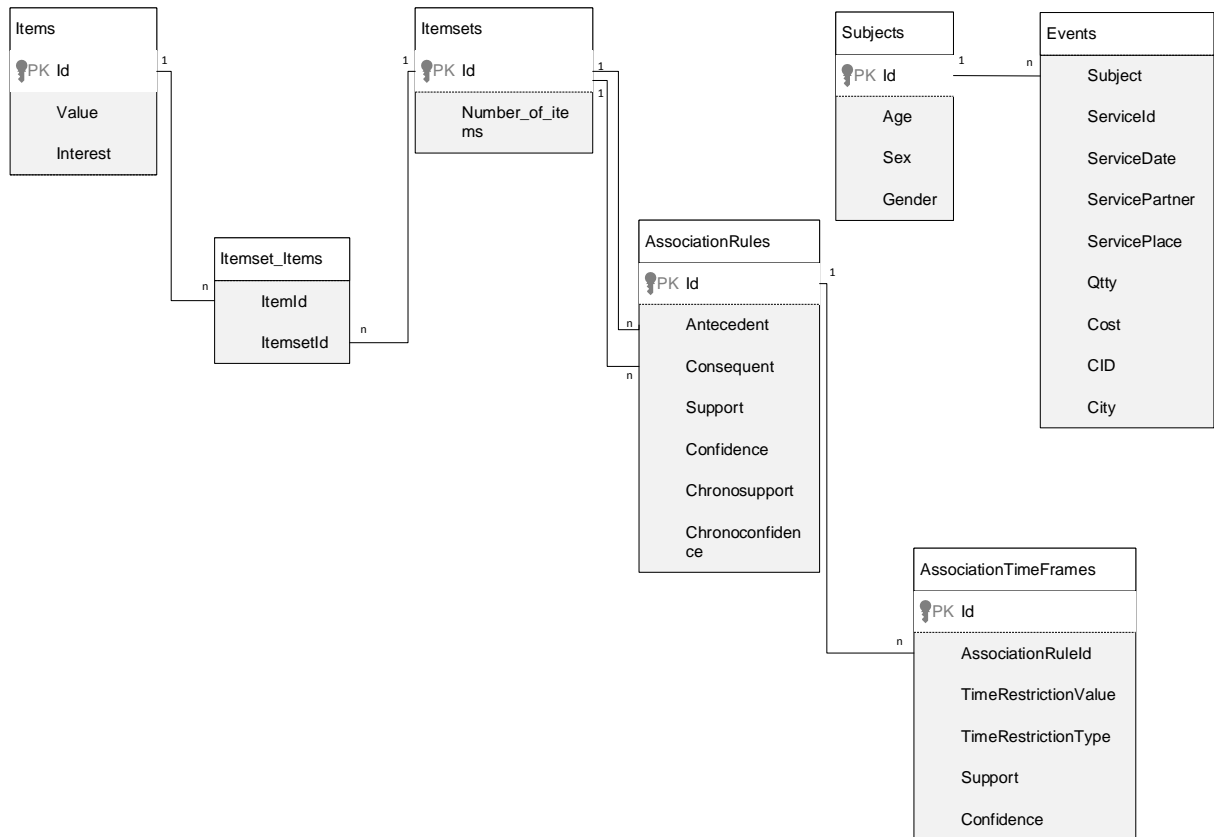 Items
PK Id
Value
Interest
1
n
Itemset_Items
ItemId
ItemsetId
n
1
Itemsets
PK Id
Number_of_ite
ms
1
1
n
n
AssociationRules
PK Id
Antecedent
Consequent
Support
Confidence
Chronosupport
Chronoconfiden
ce
1
n
Subjects
PK Id
Age
Sex
Gender
1
n
Events
Subject
ServiceId
ServiceDate
ServicePartner
ServicePlace
Qtty
Cost
CID
City
AssociationTimeFrames
PK Id
AssociationRuleId
TimeRestrictionValue
TimeRestrictionType
Support
Confidence